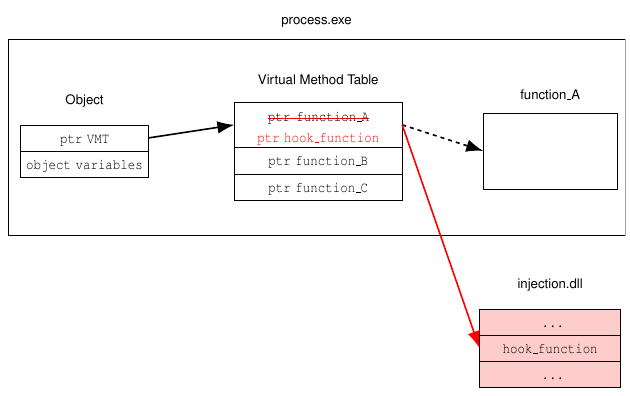 process.exe
Virtual Method Table
Object
function_A
ptr function_A
ptr hook_function
ptr VMT
object variables
ptr function_B
ptr function_C
injection.dll
...
hook_function
...